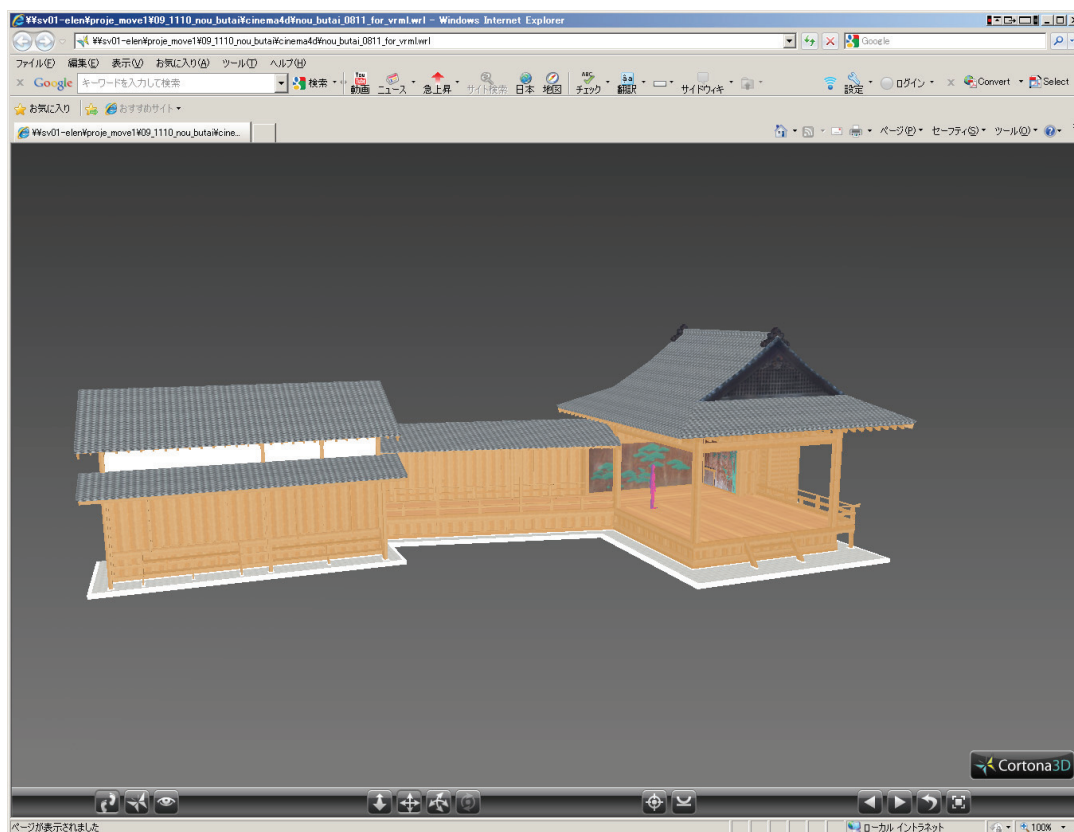 ¥¥sv01-elen¥proje_move1¥09_1110_nou_butai¥cinema4d¥nou_butai_0811_for_vrml.wrl - Windows Internet Explorer
¥¥sv01-elen¥proje_move1¥09_1110_nou_butai¥cinema4d¥nou_butai_0811_for_vrml.wrl Google
ファイル(F) 編集(E) 表示(V) お気に入り(A) ツール(T) ヘルプ(H)
x Google キーワードを入力して検索 検索 You Tube 動画 ニュース 急上昇 サイト検索 日本 地図 ABC チェック 翻訳 サイドウィキ 設定 ログイン x Convert Select
お気に入り おすすめサイト
¥¥sv01-elen¥proje_move1¥09_1110_nou_butai¥cine... ページ(P) セーフティ(S) ツール(O)
Cortona3D
ページが表示されました ローカル イントラネット 100%